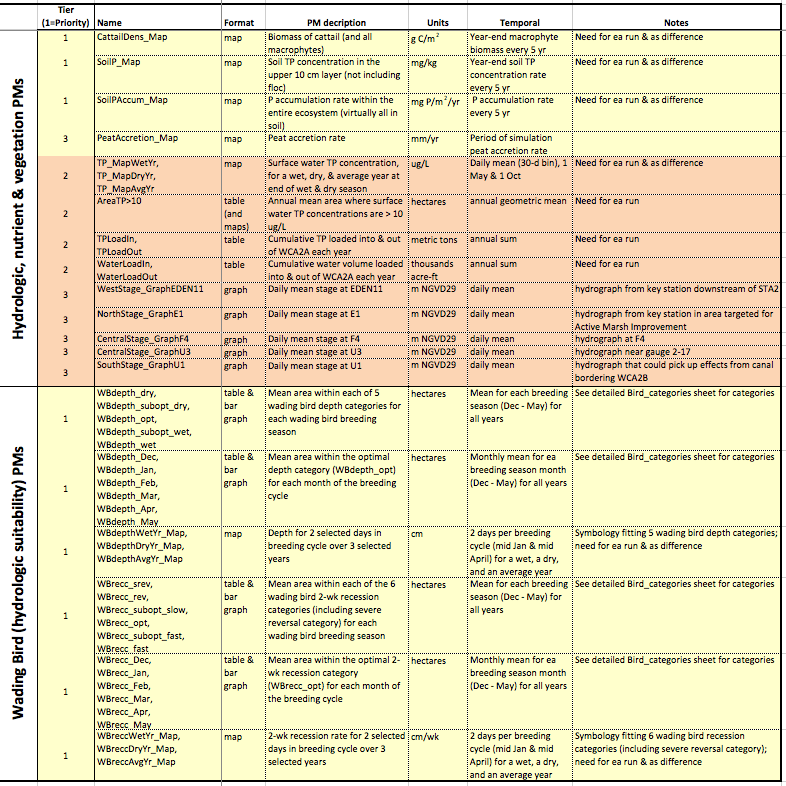 Tier
(1=Priority) Name Format PM decription Units Temporal Notes
Hydrologic, nutrient & vegetation PMs
1 CattailDens_Map map Biomass of cattail (and all g C/m² Year-end macrophyte Need for ea run & as difference
macrophytes) biomass every 5 yr
1 SoilP_Map map Soil TP concentration in the mg/kg Year-end soil TP Need for ea run & as difference
upper 10 cm layer (not including concentration rate
floc) every 5 yr
1 SoilPAccum_Map map P accumulation rate within the mg P/m²/yr P accumulation rate Need for ea run & as difference
entire ecosystem (virtually all in every 5 yr
soil)
3 PeatAccretion_Map map Peat accretion rate mm/yr Period of simulation
peat accretion rate
TP_MapWetYr, map Surface water TP concentration, ug/L Daily mean (30-d bin), 1 Need for ea run & as difference
2 TP_MapDryYr, for a wet, dry, & average year at May & 1 Oct
TP_MapAvgYr end of wet & dry season
AreaTP>10 table Annual mean area where surface hectares annual geometric mean Need for ea run
2 (and water TP concentrations are > 10
maps) ug/L
2 TPLoadIn, table Cumulative TP loaded into & out metric tons annual sum Need for ea run
TPLoadOut of WCA2A each year
2 WaterLoadIn, table Cumulative water volume loaded thousands annual sum Need for ea run
WaterLoadOut into & out of WCA2A each year acre-ft
3 WestStage_GraphEDEN11 graph Daily mean stage at EDEN11 m NGVD29 daily mean hydrograph from key station downstream of STA2
3 NorthStage_GraphE1 graph Daily mean stage at E1 m NGVD29 daily mean hydrograph from key station in area targeted for
Active Marsh Improvement
3 CentralStage_GraphF4 graph Daily mean stage at F4 m NGVD29 daily mean hydrograph at F4
3 CentralStage_GraphU3 graph Daily mean stage at U3 m NGVD29 daily mean hydrograph near gauge 2-17
3 SouthStage_GraphU1 graph Daily mean stage at U1 m NGVD29 daily mean hydrograph that could pick up effects from canal
bordering WCA2B
Wading Bird (hydrologic suitability) PMs
WBdepth_dry, table & Mean area within each of 5 hectares Mean for each breeding See detailed Bird_categories sheet for categories
WBdepth_subopt_dry, bar wading bird depth categories for season (Dec - May) for
1 WBdepth_opt, graph each wading bird breeding all years
WBdepth_subopt_wet, season
WBdepth_wet
WBdepth_Dec, table & Mean area within the optimal hectares Monthly mean for ea See detailed Bird_categories sheet for categories
WBdepth_Jan, bar depth category (WBdepth_opt) breeding season month
1 WBdepth_Feb, graph for each month of the breeding (Dec - May) for all years
WBdepth_Mar, cycle
WBdepth_Apr,
WBdepth_May
WBdepthWetYr_Map, map Depth for 2 selected days in cm 2 days per breeding Symbology fitting 5 wading bird depth categories;
1 WBdepthDryYr_Map, breeding cycle over 3 selected cycle (mid Jan & mid need for ea run & as difference
WBdepthAvgYr_Map years April) for a wet, a dry,
and an average year
WBrecc_srev, table & Mean area within each of the 6 hectares Mean for each breeding See detailed Bird_categories sheet for categories
WBrecc_rev, bar wading bird 2-wk recession season (Dec - May) for
1 WBrecc_subopt_slow, graph categories (including severe all years
WBrecc_opt, reversal category) for each
WBrecc_subopt_fast, wading bird breeding season
WBrecc_fast
WBrecc_Dec, table & Mean area within the optimal 2- hectares Monthly mean for ea See detailed Bird_categories sheet for categories
WBrecc_Jan, bar wk recession category breeding season month
1 WBrecc_Feb, graph (WBrecc_opt) for each month of (Dec - May) for all years
WBrecc_Mar, the breeding cycle
WBrecc_Apr,
WBrecc_May
WBreccWetYr_Map, map 2-wk recession rate for 2 selected cm/wk 2 days per breeding Symbology fitting 6 wading bird recession
1 WBreccDryYr_Map, days in breeding cycle over 3 cycle (mid Jan & mid categories (including severe reversal category);
WBreccAvgYr_Map selected years April) for a wet, a dry, need for ea run & as difference
and an average year